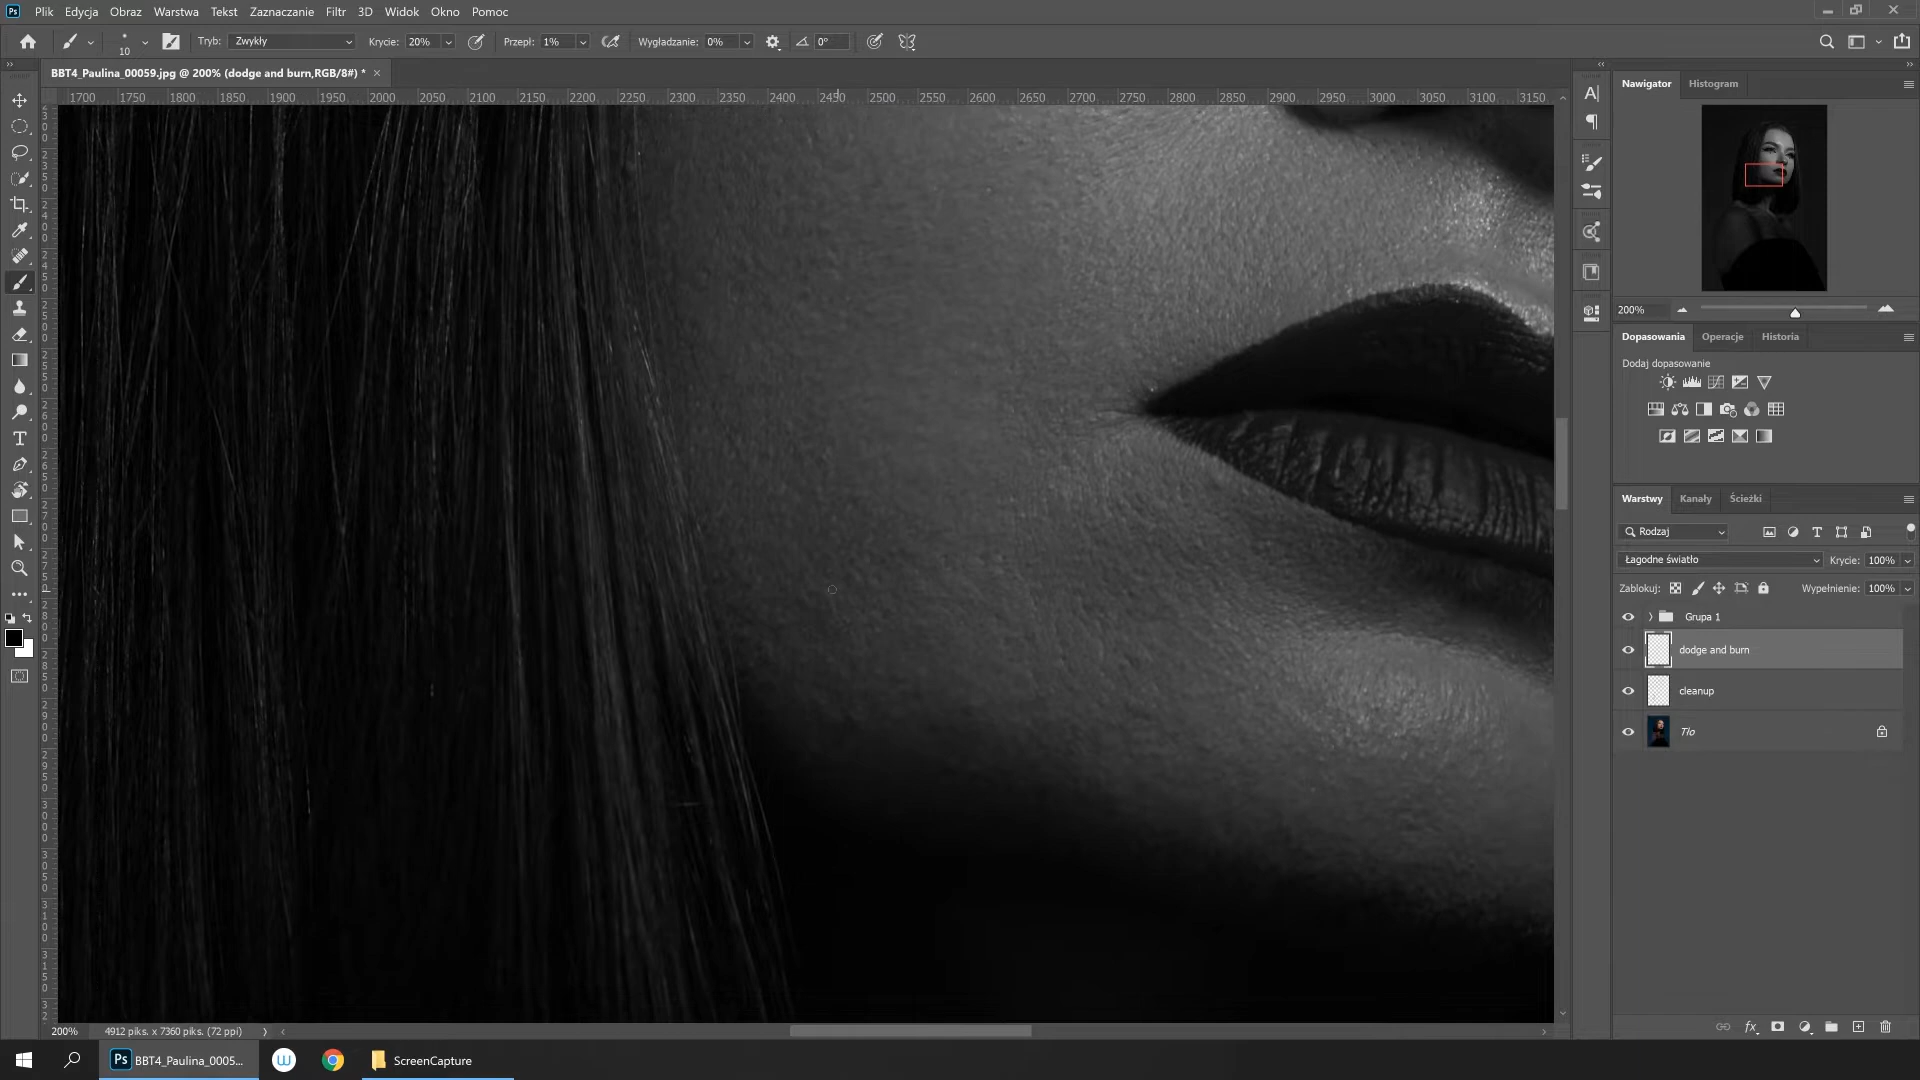 Ps Plik Edycja Obraz Warstwa Tekst Zaznaczanie Filtr 3D Widok Okno Pomoc
10 Tryb: Zwykły Krycie: 20% Przepł: 1% Wygładzanie: 0% 0°
BBT4_Paulina_00059.jpg @ 200% (dodge and burn,RGB/8#) * ×
1700 1750 1800 1850 1900 1950 2000 2050 2100 2150 2200 2250 2300 2350 2400 2450 2500 2550 2600 2650 2700 2750 2800 2850 2900 2950 3000 3050 3100 3150
Nawigator Histogram
200%
Dopasowania Operacje Historia
Dodaj dopasowanie
Warstwy Kanały Ścieżki
Rodzaj
Łagodne światło Krycie: 100%
Zablokuj: Wypełnienie: 100%
Grupa 1
dodge and burn
cleanup
Tło
200% 4912 piks. x 7360 piks. (72 ppi)
Ps BBT4_Paulina_0005... ScreenCapture